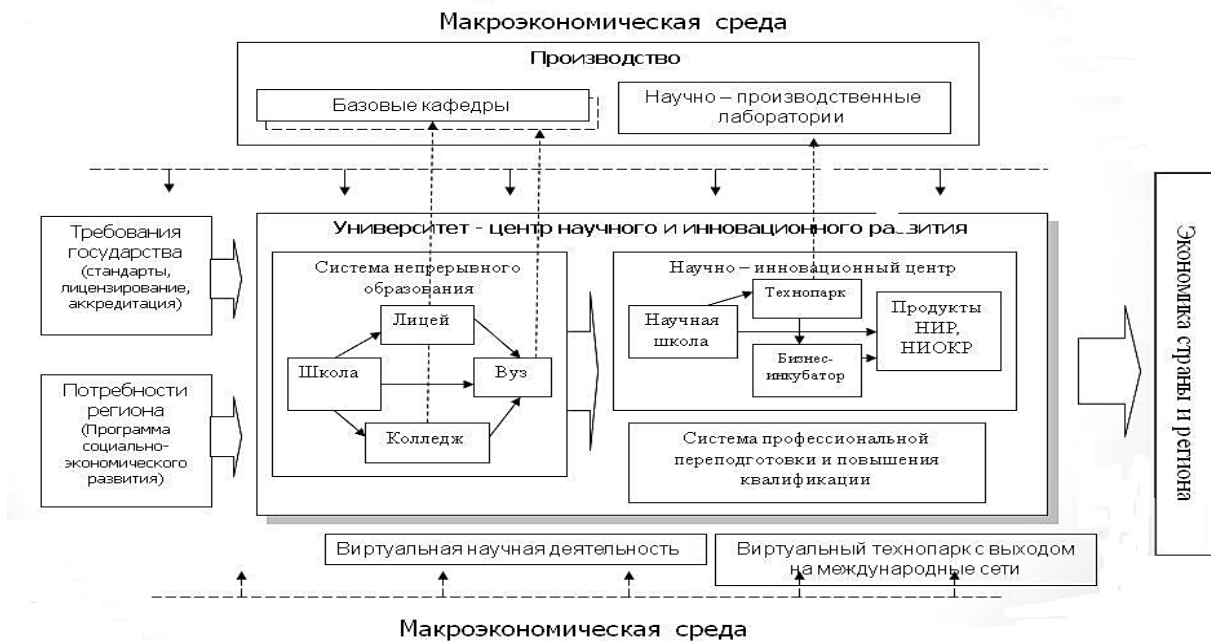 Макроэкономическая среда
Производство
Базовые кафедры
Научно – производственные
лаборатории
Требования
государства
(стандарты,
лицензирование,
аккредитация)
Потребности
региона
(Программа
социально-
экономического
развития)
Университет - центр научного и инновационного развития
Система непрерывного
образования
Лицей
Школа
Вуз
Колледж
Научно – инновационный центр
Технопарк
Научная
школа
Бизнес-
инкубатор
Продукты
НИР,
НИОКР
Система профессиональной
переподготовки и повышения
квалификации
Экономика страны и региона
Виртуальная научная деятельность
Виртуальный технопарк с выходом
на международные сети
Макроэкономическая среда